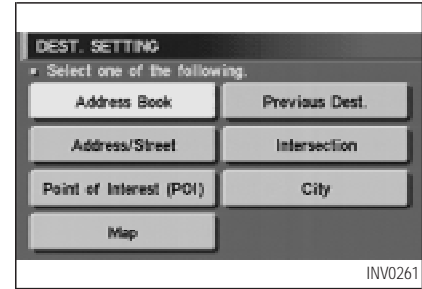 DEST. SETTING
Select one of the following.
Address Book
Previous Dest.
Address/Street
Intersection
Point of Interest (POI)
City
Map
INV0261